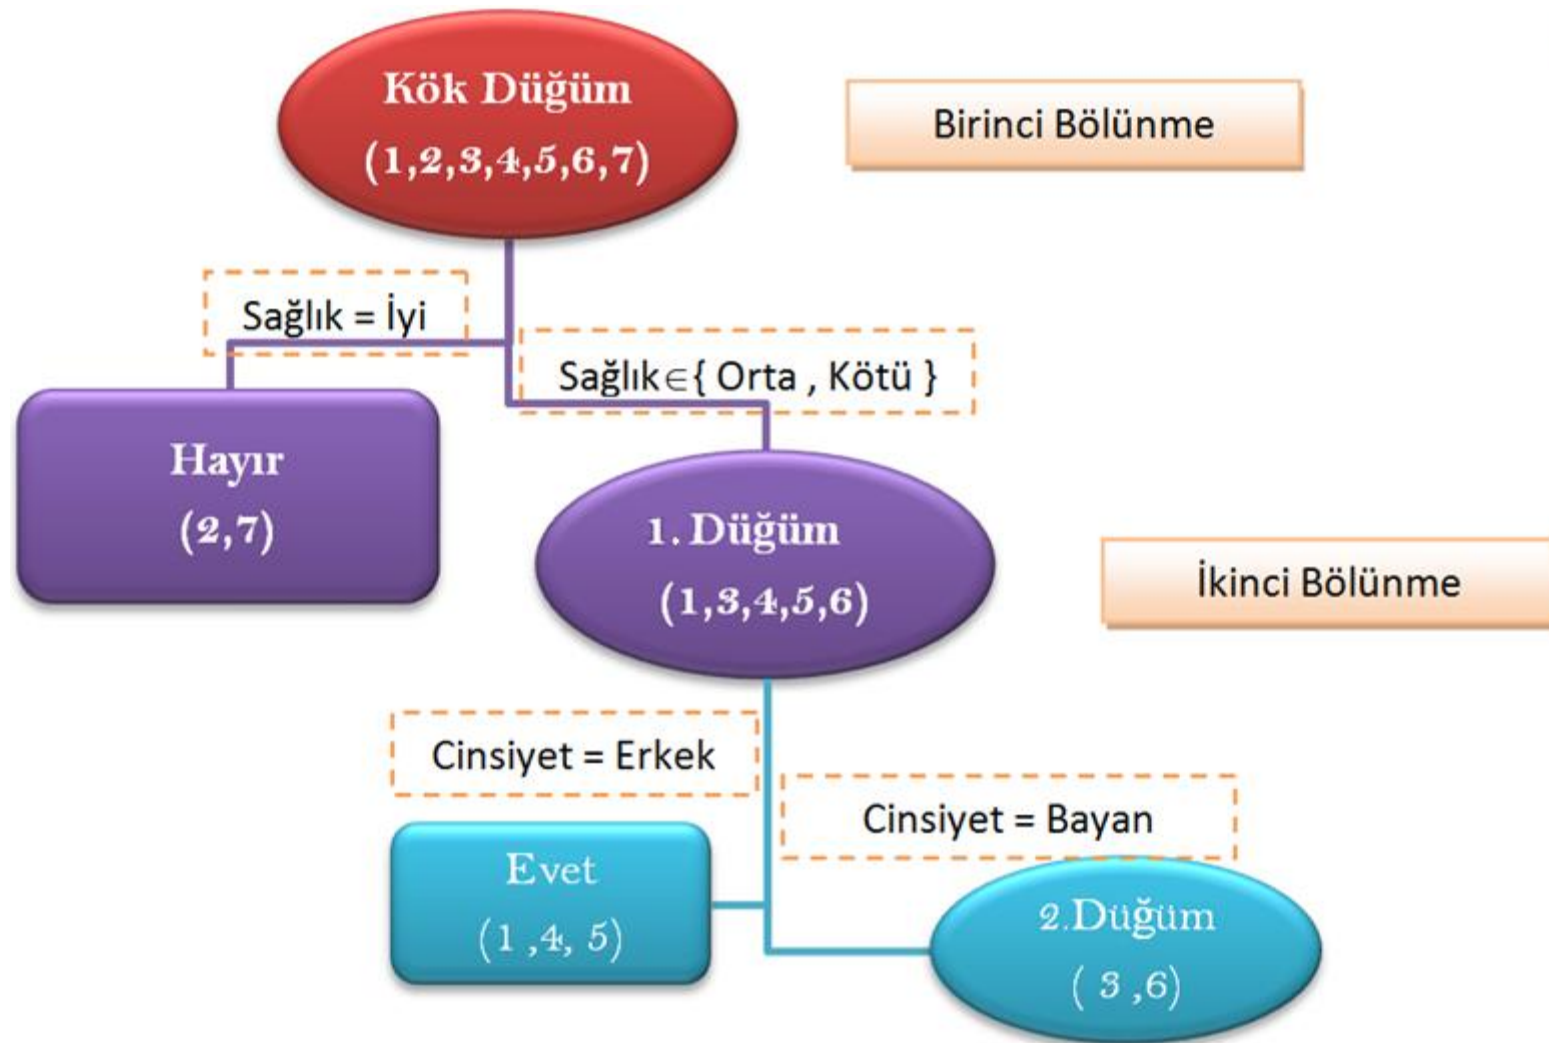 Kök Düğüm
(1,2,3,4,5,6,7)
Birinci Bölünme
Sağlık = İyi
Sağlık∈{ Orta , Kötü }
Hayır
(2,7)
1. Düğüm
(1,3,4,5,6)
İkinci Bölünme
Cinsiyet = Erkek
Cinsiyet = Bayan
Evet
(1 ,4, 5)
2.Düğüm
( 3 ,6)